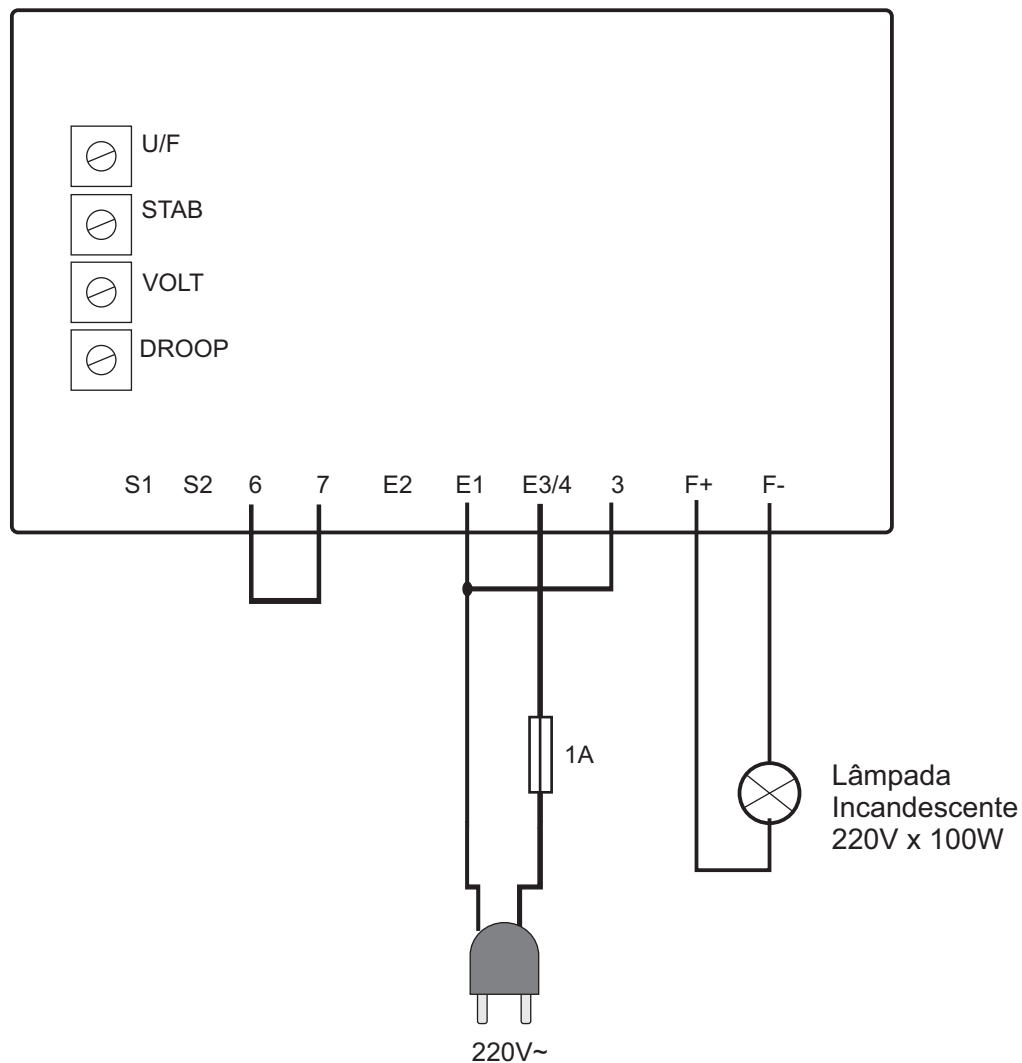 U/F
STAB
VOLT
DROOP
S1 S2 6 7 E2 E1 E3/4 3 F+ F-
1A
Lâmpada
Incandescente
220V x 100W
220V~